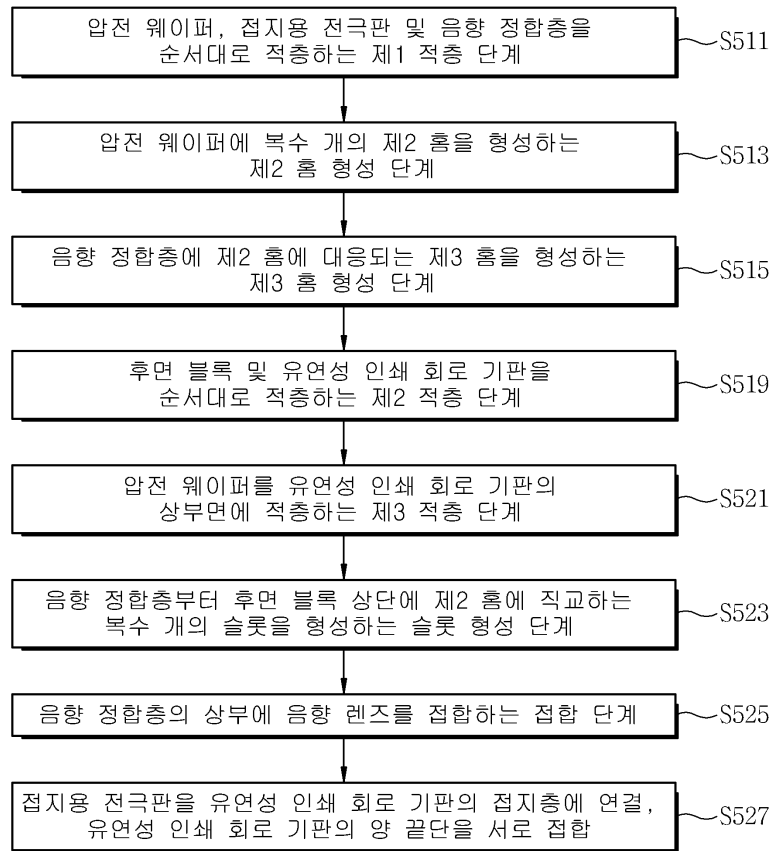 압전 웨이퍼, 접지용 전극판 및 음향 정합층을
순서대로 적층하는 제1 적층 단계
S511
압전 웨이퍼에 복수 개의 제2 홈을 형성하는
제2 홈 형성 단계
S513
음향 정합층에 제2 홈에 대응되는 제3 홈을 형성하는
제3 홈 형성 단계
S515
후면 블록 및 유연성 인쇄 회로 기판을
순서대로 적층하는 제2 적층 단계
S519
압전 웨이퍼를 유연성 인쇄 회로 기판의
상부면에 적층하는 제3 적층 단계
S521
음향 정합층부터 후면 블록 상단에 제2 홈에 직교하는
복수 개의 슬롯을 형성하는 슬롯 형성 단계
S523
음향 정합층의 상부에 음향 렌즈를 접합하는 접합 단계
S525
접지용 전극판을 유연성 인쇄 회로 기판의 접지층에 연결,
유연성 인쇄 회로 기판의 양 끝단을 서로 접합
S527